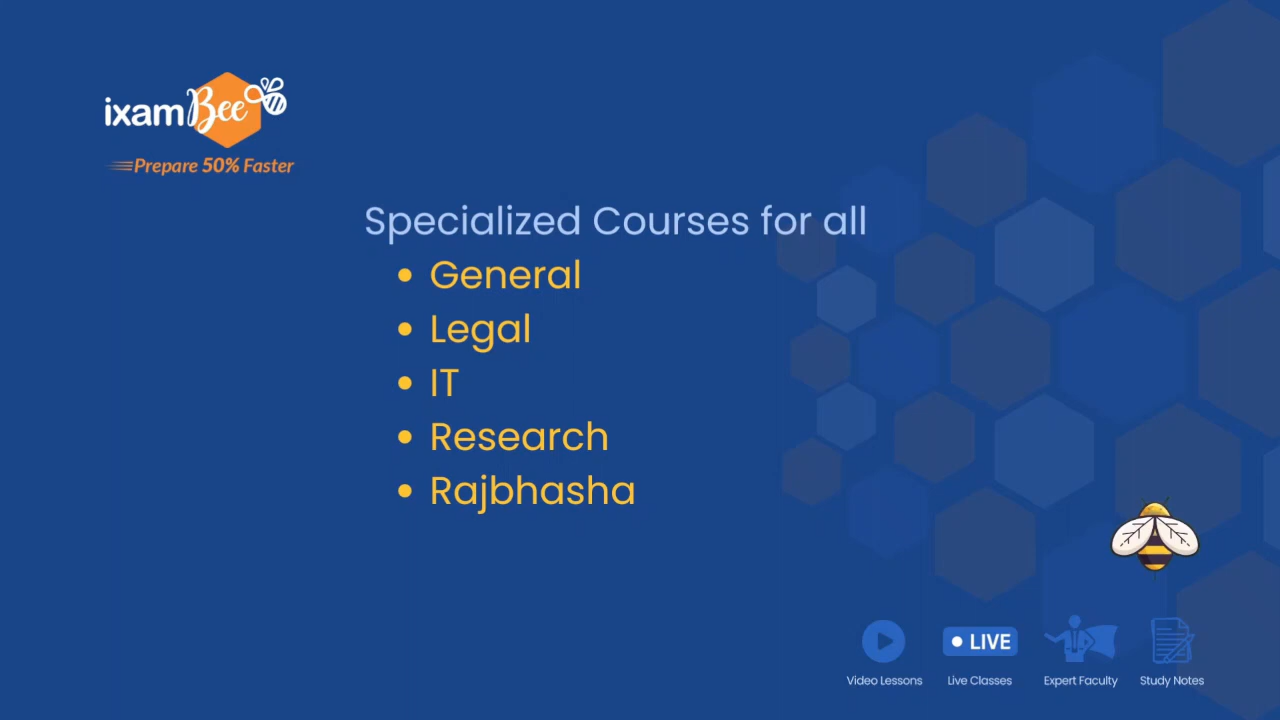 ixamBee
Prepare 50% Faster
Specialized Courses for all
• General
• Legal
• IT
• Research
• Rajbhasha
LIVE
Video Lessons
Live Classes
Expert Faculty
Study Notes